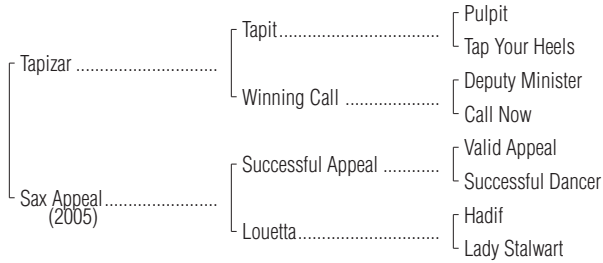 Pulpit
Tapit
Tap Your Heels
Tapizar
Deputy Minister
Winning Call
Call Now
Valid Appeal
Successful Appeal
Successful Dancer
Sax Appeal
(2005)
Hadif
Louetta
Lady Stalwart